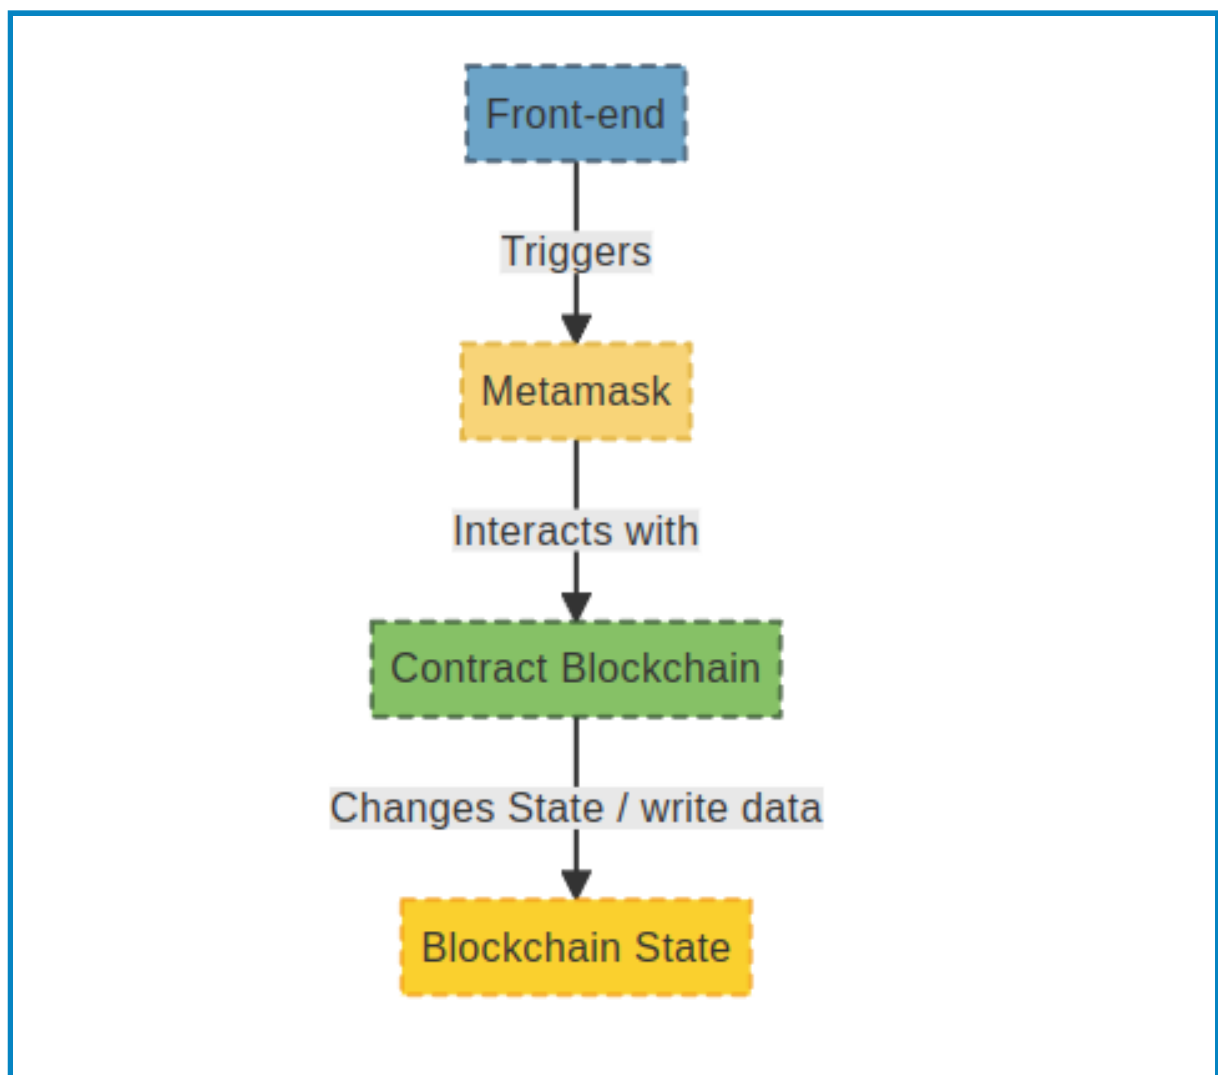 Front-end
Triggers
Metamask
Interacts with
Contract Blockchain
Changes State / write data
Blockchain State